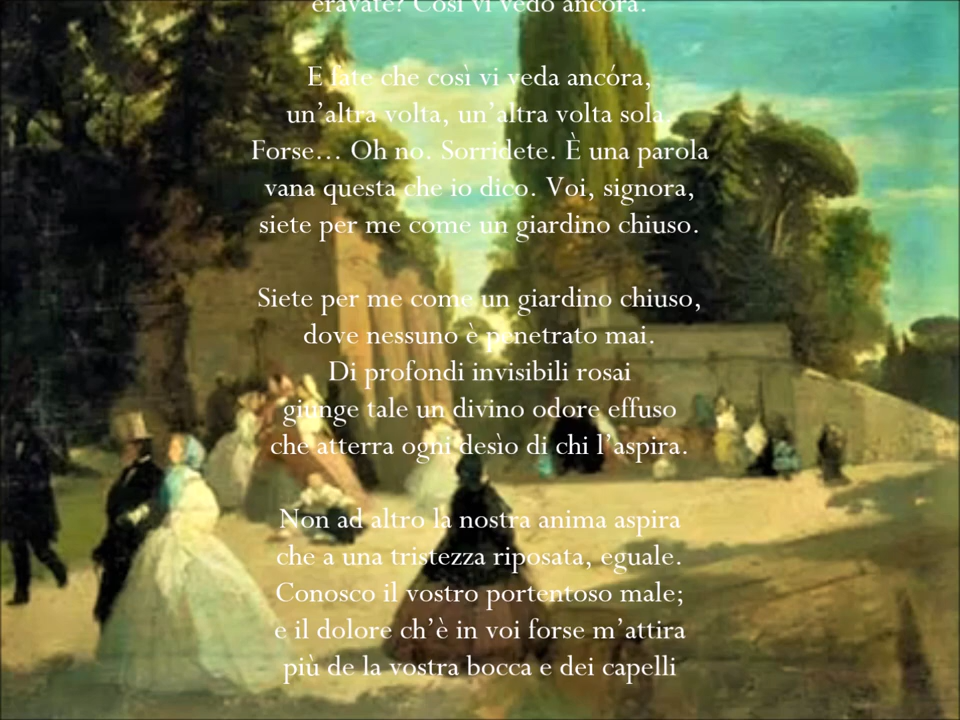 eravate? Così vi vedo ancóra.
E fate che così vi veda ancóra,
un’altra volta, un’altra volta sola.
Forse... Oh no. Sorridete. È una parola
vana questa che io dico. Voi, signora,
siete per me come un giardino chiuso.
Siete per me come un giardino chiuso,
dove nessuno è penetrato mai.
Di profondi invisibili rosai
giunge tale un divino odore effuso
che atterra ogni desìo di chi l’aspira.
Non ad altro la nostra anima aspira
che a una tristezza riposata, eguale.
Conosco il vostro portentoso male;
e il dolore ch’è in voi forse m’attira
più de la vostra bocca e dei capelli